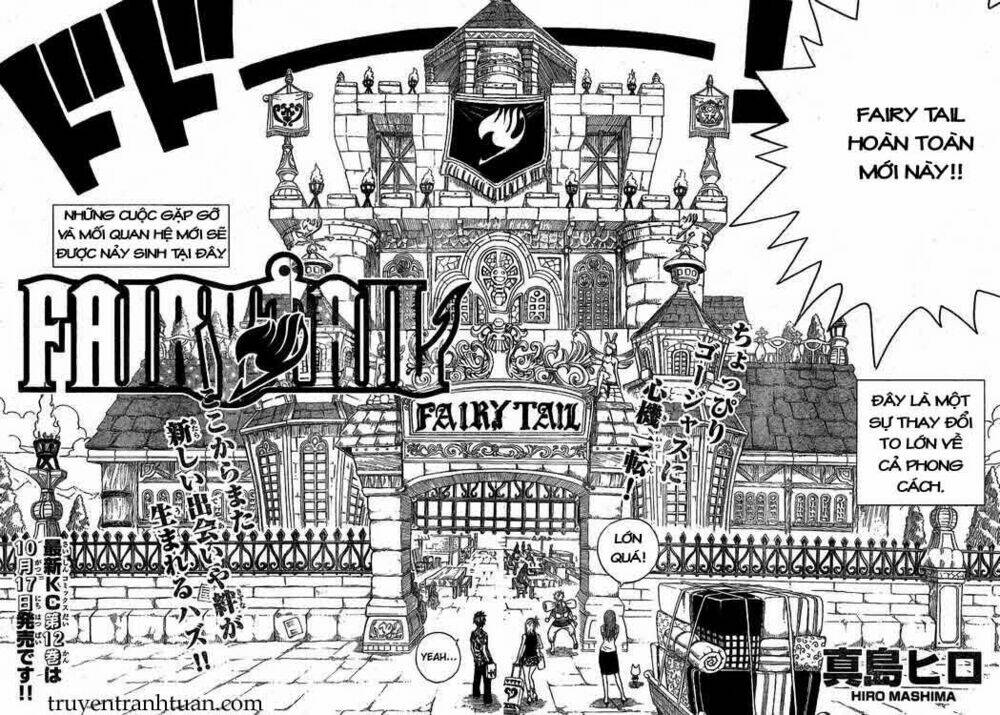 ドドド
FAIRY TAIL
HOÀN TOÀN
MỚI NÀY!!
NHỮNG CUỘC GẶP GỠ
VÀ MỐI QUAN HỆ MỚI SẼ
ĐƯỢC NẢY SINH TẠI ĐÂY
FAIRY TAIL
ちょっぴり
ゴージャスに
心機一転!
FAIRY TAIL
ĐÂY LÀ MỘT
SỰ THAY ĐỔI
TO LỚN VỀ
CẢ PHONG
CÁCH.
ここからまた
新しい出会いや絆が
生まれるハズ!!
LỚN
QUÁ!
YEAH...
最新KC第12巻は
10月17日発売です!!
真島ヒロ
HIRO MASHIMA
truyentranhtuan.com